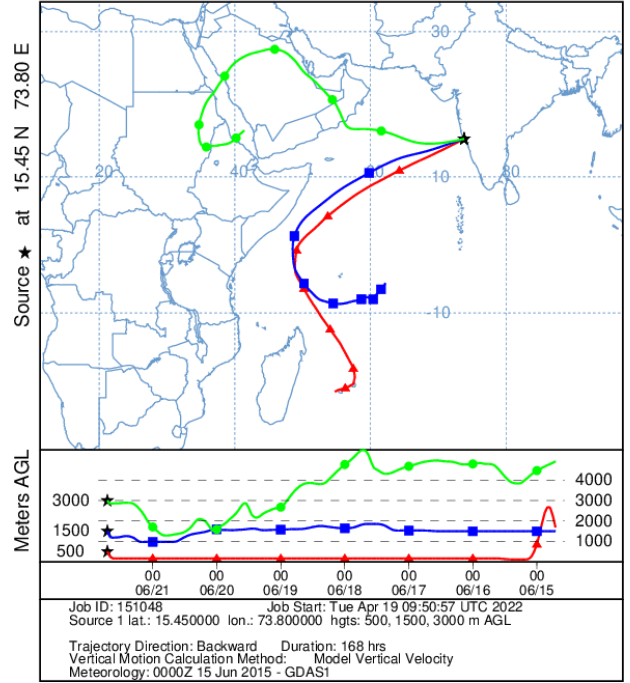 Source ★ at 15.45 N 73.80 E
30
20
40
10
-10
Meters AGL
3000
1500
500
4000
3000
2000
1000
00 00 00 00 00 00 00
06/21 06/20 06/19 06/18 06/17 06/16 06/15
Job ID: 151048 Job Start: Tue Apr 19 09:50:57 UTC 2022
Source 1 lat.: 15.450000 lon.: 73.800000 hgts: 500, 1500, 3000 m AGL
Trajectory Direction: Backward Duration: 168 hrs
Vertical Motion Calculation Method: Model Vertical Velocity
Meteorology: 0000Z 15 Jun 2015 - GDAS1